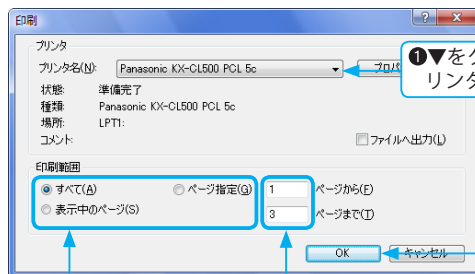 印刷
プリンタ
プリンタ名(N): Panasonic KX-CL500 PCL 5c
❶▼をク
リンタ
状態: 準備完了
種類: Panasonic KX-CL500 PCL 5c
場所: LPT1:
コメント: ファイルへ出力(L)
印刷範囲
すべて(A) ページ指定(G) 1 ページから(F)
表示中のページ(S) 3 ページまで(T)
OK キャンセル